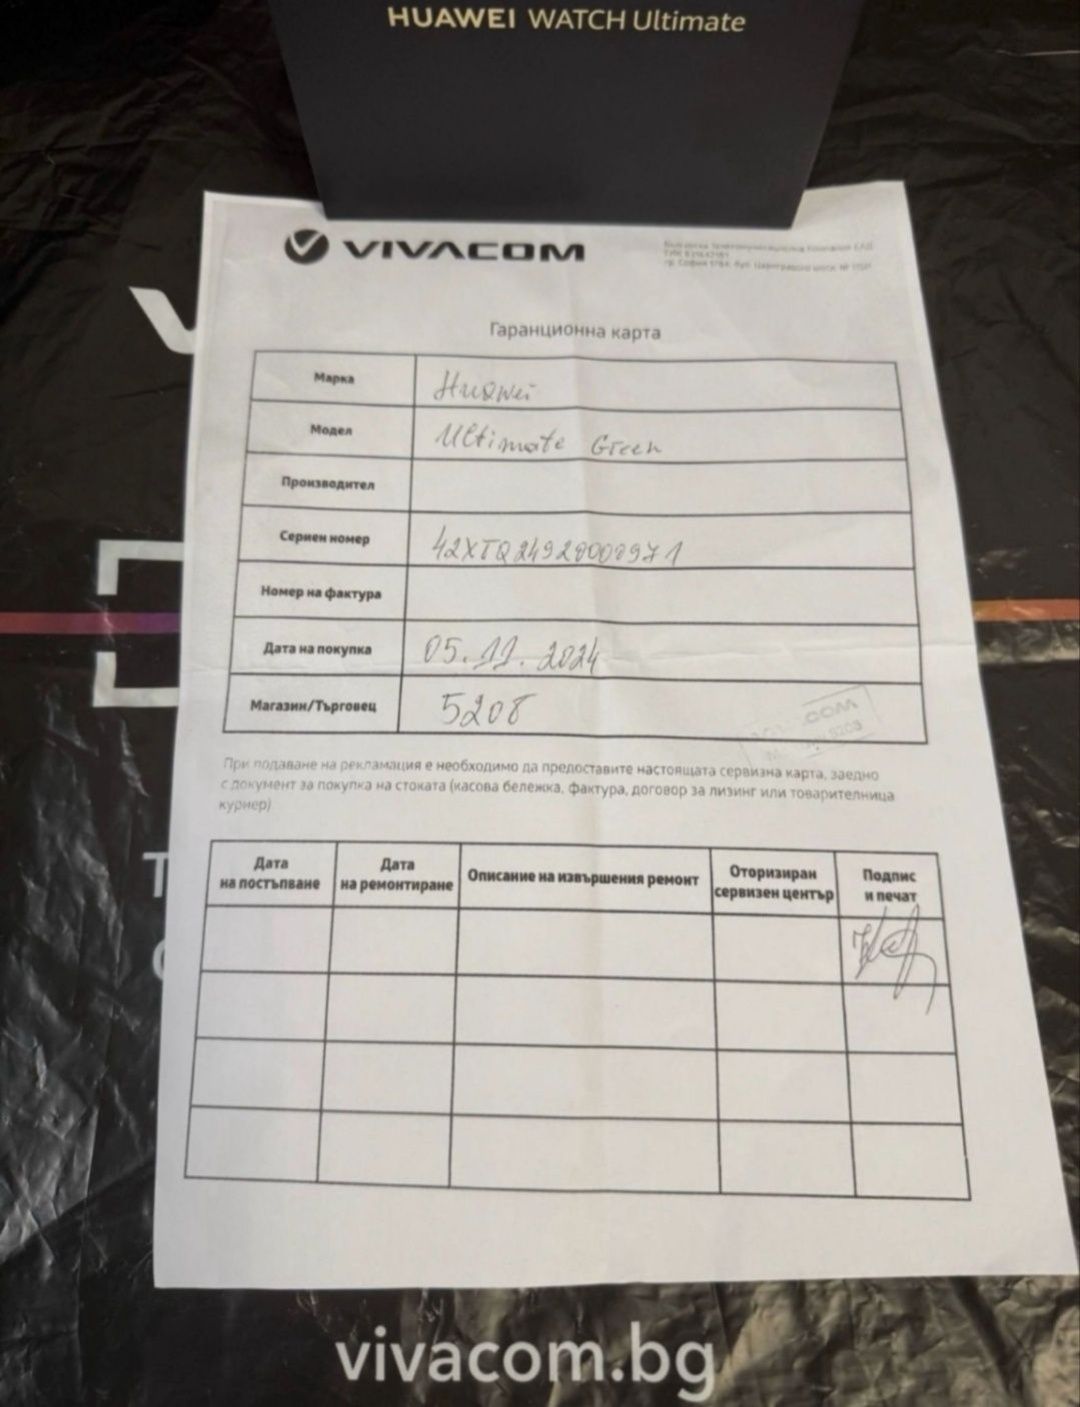 HUAWEI WATCH Ultimate
VIVACOM
Гаранционна карта
Марка Huawei
Модел Ultimate Green
Производител
Сериен номер 42XTQ24920000971
Номер на фактура
Дата на покупка 05.11.2024
Магазин/Търговец 5208
При подаване на рекламация е необходимо да предоставите настоящата сервизна карта, заедно
с документ за покупка на стоката (касова бележка, фактура, договор за лизинг или товарителница
куриер)
Дата
на постъпване
Дата
на ремонтиране
Описание на извършения ремонт
Оторизиран
сервизен център
Подпис
и печат
vivacom.bg